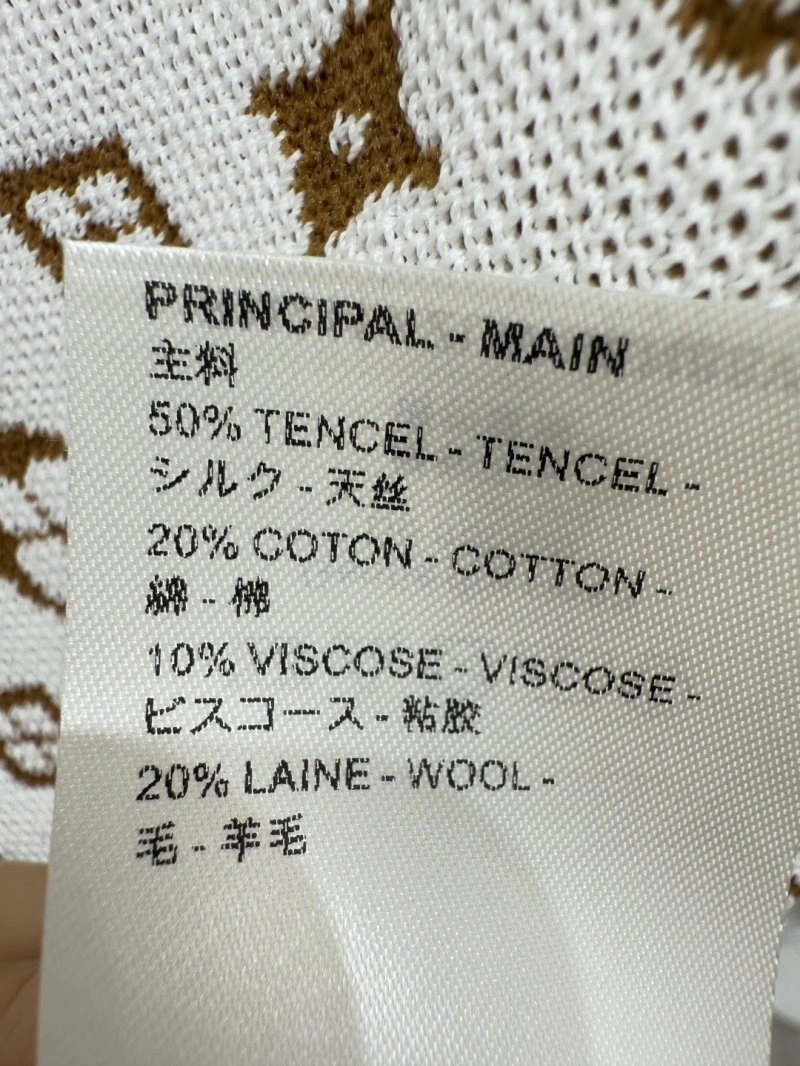 PRINCIPAL - MAIN
主料
50% TENCEL - TENCEL -
シルク - 天丝
20% COTON - COTTON -
綿 - 棉
10% VISCOSE - VISCOSE -
ビスコース - 粘胶
20% LAINE - WOOL -
毛 - 羊毛